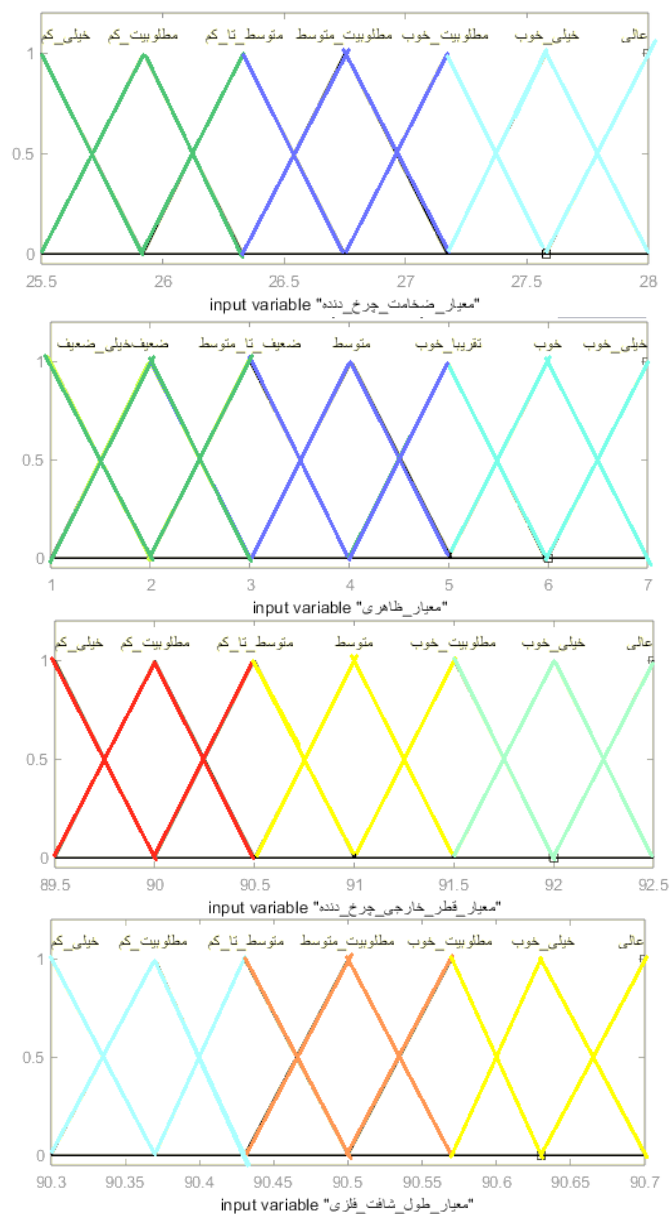 خیلی_کم مطلوبیت_کم متوسط_تا_کم مطلوبیت_متوسط مطلوبیت_خوب خیلی_خوب عالی
1
0.5
0
25.5 26 26.5 27 27.5 28
input variable "معیار_ضخامت_چرخ_دنده"
خیلی_ضعیف ضعیف ضعیف_تا_متوسط متوسط تقریبا_خوب خوب خیلی_خوب
1
0.5
0
1 2 3 4 5 6 7
input variable "معیار_ظاهری"
خیلی_کم مطلوبیت_کم متوسط_تا_کم متوسط مطلوبیت_خوب خیلی_خوب عالی
1
0.5
0
89.5 90 90.5 91 91.5 92 92.5
input variable "معیار_قطر_خارجی_چرخ_دنده"
خیلی_کم مطلوبیت_کم متوسط_تا_کم مطلوبیت_متوسط مطلوبیت_خوب خیلی_خوب عالی
1
0.5
0
90.3 90.35 90.4 90.45 90.5 90.55 90.6 90.65 90.7
input variable "معیار_طول_شافت_فلزی"